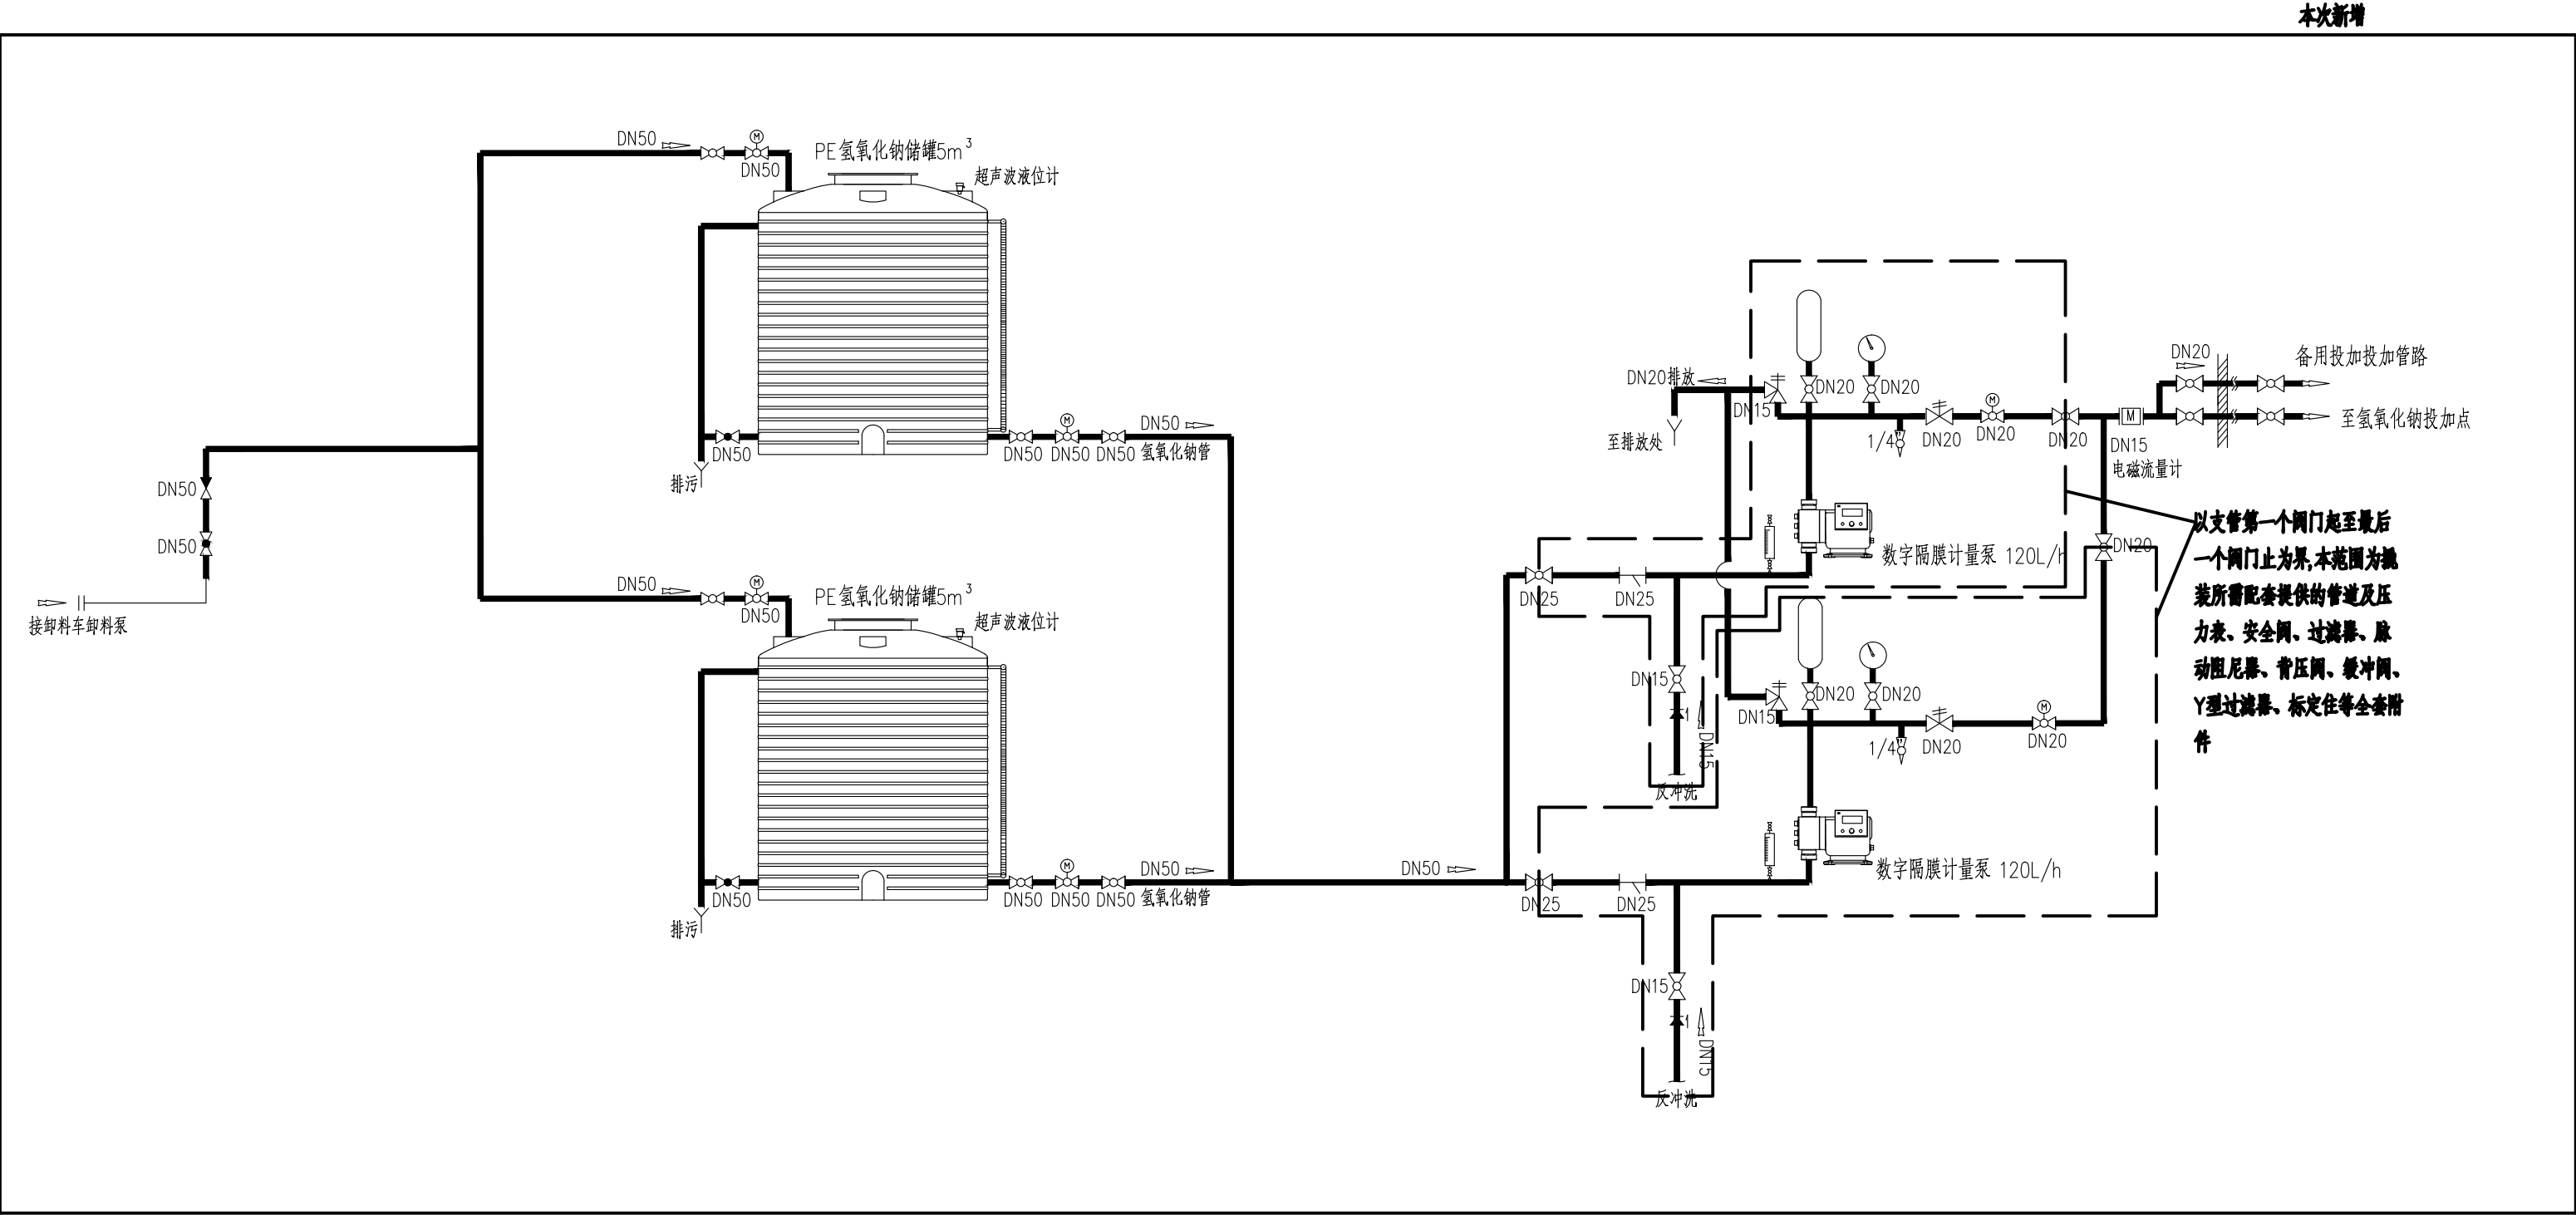 本次新增
DN50
DN50
PE氢氧化钠储罐5m³
超声波液位计
DN50
排污
DN50
DN50
DN50
DN50
氢氧化钠管
DN50
DN50
接卸料车卸料泵
DN50
DN50
PE氢氧化钠储罐5m³
超声波液位计
DN50
排污
DN50
DN50
DN50
DN50
氢氧化钠管
DN50
DN20排放
至排放处
DN15
DN20
DN20
1/4"
DN20
DN20
DN20
DN15
电磁流量计
DN20
备用投加投加管路
至氢氧化钠投加点
数字隔膜计量泵 120L/h
DN25
DN25
DN15
1
DN15
反冲洗
DN20
以支管第一个阀门起至最后
一个阀门止为界,本范围为撬
装所需配套提供的管道及压
力表、安全阀、过滤器、脉
动阻尼器、背压阀、缓冲阀、
Y型过滤器、标定住等全套附
件
DN15
DN20
DN20
1/4"
DN20
DN20
数字隔膜计量泵 120L/h
DN25
DN25
DN15
1
DN15
反冲洗
M
M
M
M
M
M
M